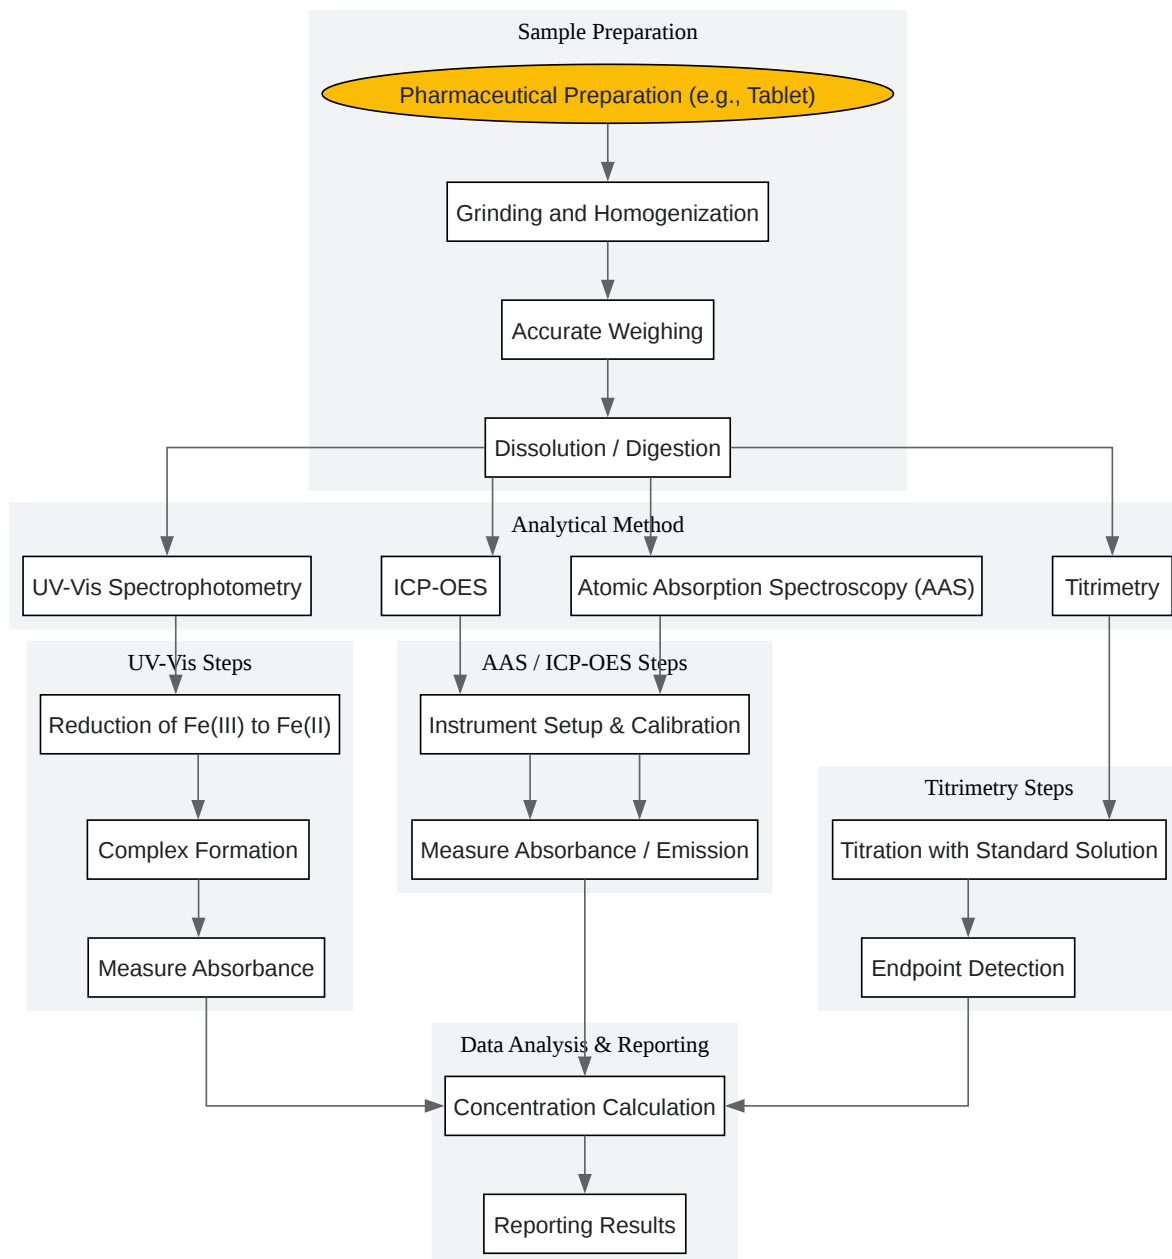 Sample Preparation
Pharmaceutical Preparation (e.g., Tablet)
Grinding and Homogenization
Accurate Weighing
Dissolution / Digestion
Analytical Method
UV-Vis Spectrophotometry
ICP-OES
Atomic Absorption Spectroscopy (AAS)
Titrimetry
UV-Vis Steps
AAS / ICP-OES Steps
Reduction of Fe(III) to Fe(II)
Instrument Setup & Calibration
Titrimetry Steps
Complex Formation
Measure Absorbance / Emission
Titration with Standard Solution
Measure Absorbance
Endpoint Detection
Data Analysis & Reporting
Concentration Calculation
Reporting Results